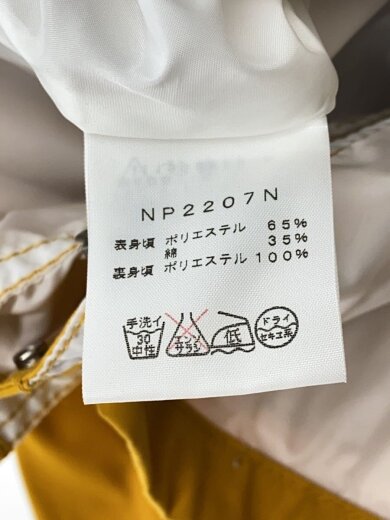 NP2207N
表身頃 ポリエステル 65%
綿 35%
裏身頃 ポリエステル 100%
手洗イ 30 中性
エンソ サラシ
低
ドライ セキユ系